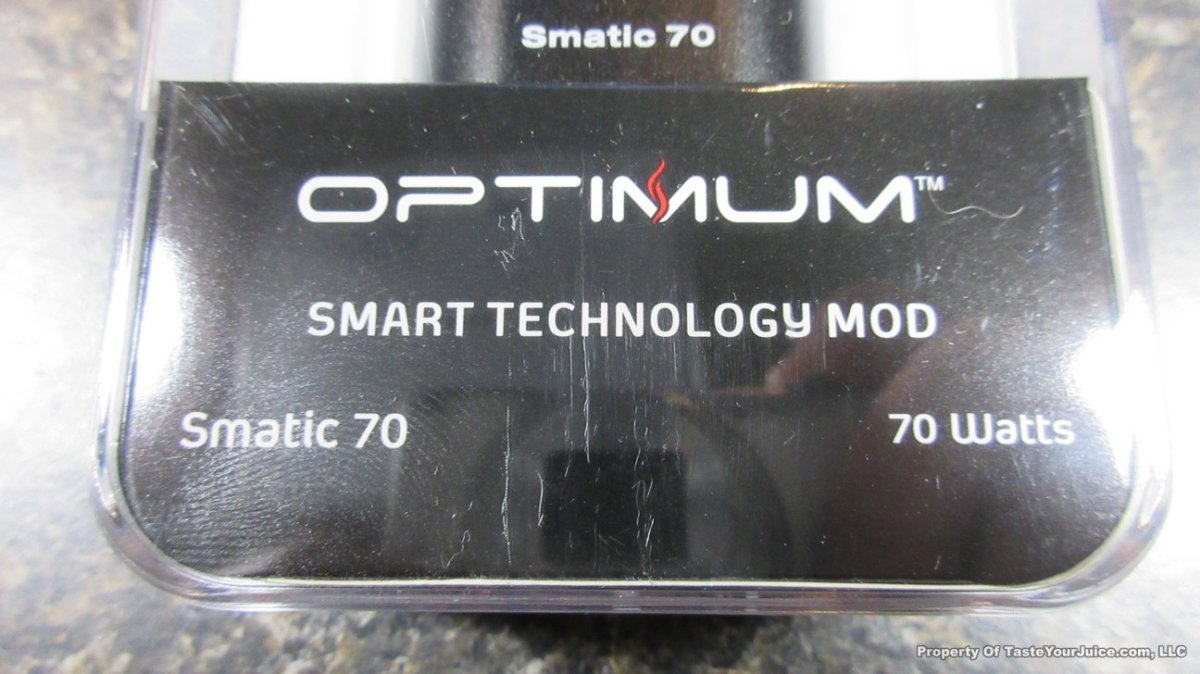 Smatic 70
OPTIMUM™
SMART TECHNOLOGY MOD
Smatic 70 70 Watts
Property Of TasteYourJuice.com, LLC